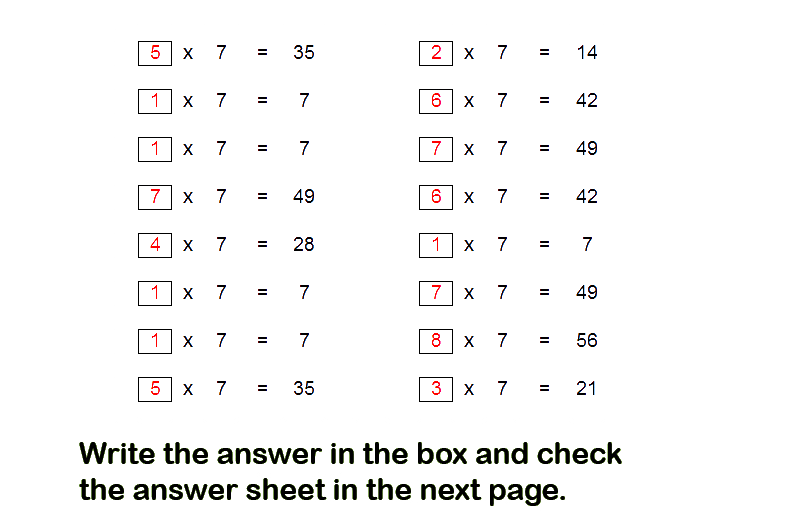 5 x 7 = 35 2 x 7 = 14
1 x 7 = 7 6 x 7 = 42
1 x 7 = 7 7 x 7 = 49
7 x 7 = 49 6 x 7 = 42
4 x 7 = 28 1 x 7 = 7
1 x 7 = 7 7 x 7 = 49
1 x 7 = 7 8 x 7 = 56
5 x 7 = 35 3 x 7 = 21
Write the answer in the box and check
the answer sheet in the next page.